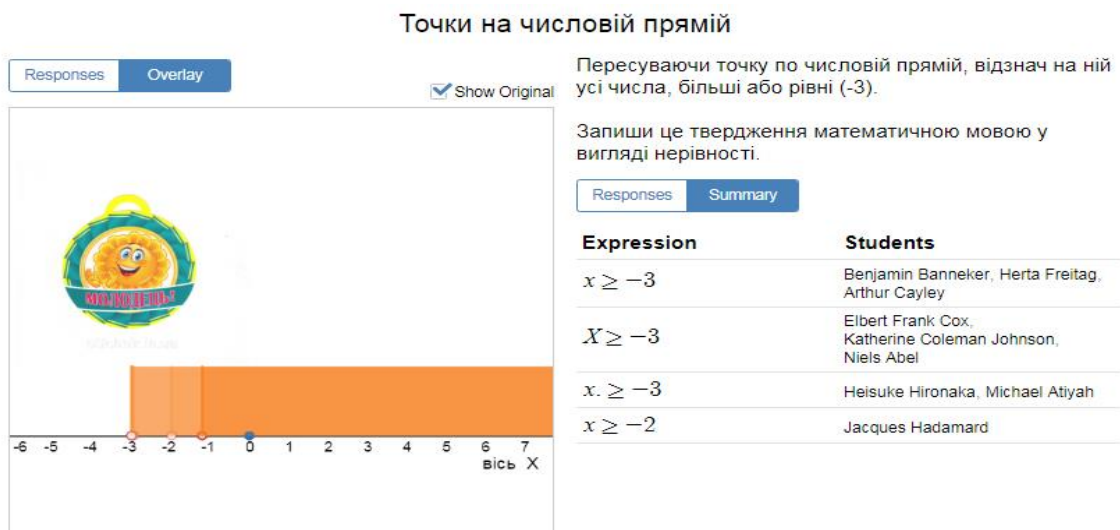 Точки на числовій прямій
Responses Overlay
Show Original
МОЛОДЕЦЬ!
-6 -5 -4 -3 -2 -1 0 1 2 3 4 5 6 7
вісь X
Пересуваючи точку по числовій прямій, відзнач на ній
усі числа, більші або рівні (-3).
Запиши це твердження математичною мовою у
вигляді нерівності.
Responses Summary
Expression Students
x ≥ −3 Benjamin Banneker, Herta Freitag,
Arthur Cayley
X ≥ −3 Elbert Frank Cox,
Katherine Coleman Johnson,
Niels Abel
x. ≥ −3 Heisuke Hironaka, Michael Atiyah
x ≥ −2 Jacques Hadamard